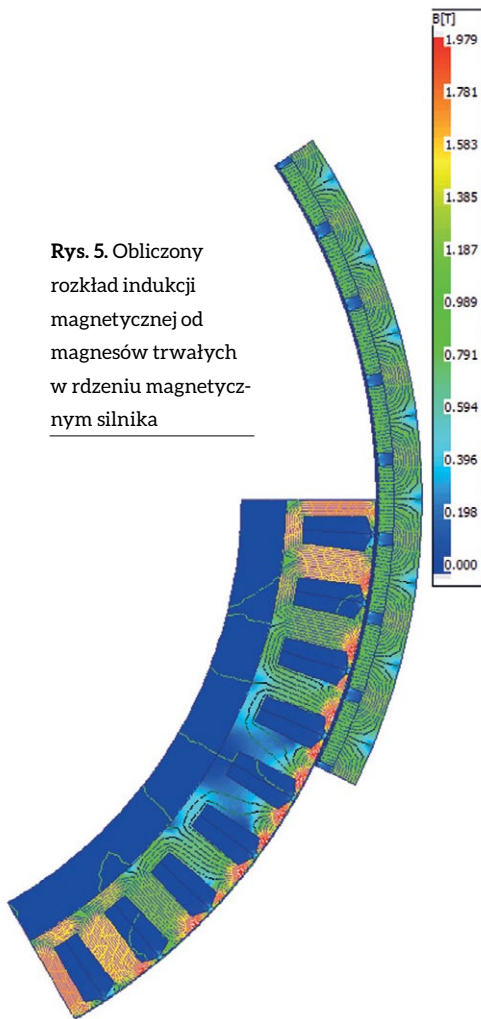 B[T]
1.979
1.781
1.583
1.385
1.187
0.989
0.791
0.594
0.396
0.198
0.000
Rys. 5. Obliczony
rozkład indukcji
magnetycznej od
magnesów trwałych
w rdzeniu magnetycz-
nym silnika